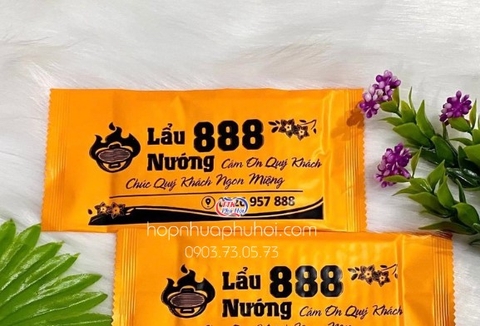 Lẩu 888
Nướng Cảm Ơn Quý Khách
Chúc Quý Khách Ngon Miệng
957 888
hopnhuaphuhoi.com
0903.73.05.73
Lẩu 888
Nướng Cảm Ơn Quý Khách